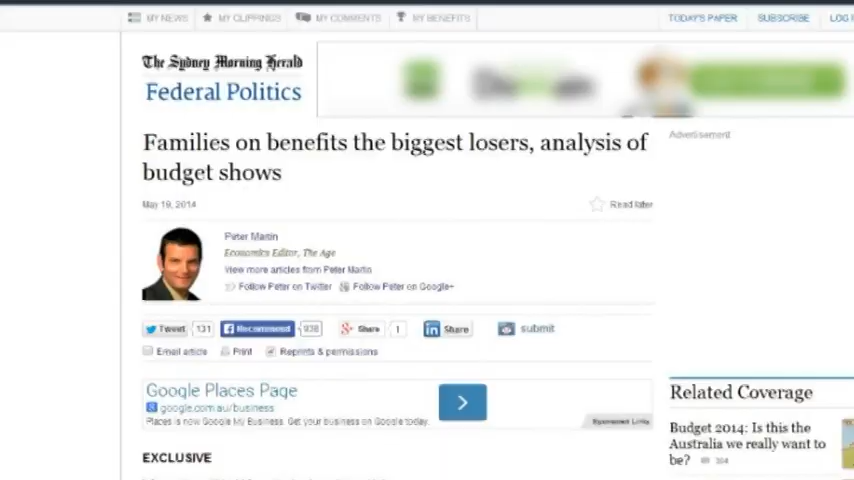 MY NEWS MY CLIPPINGS MY COMMENTS MY BENEFITS TODAY'S PAPER SUBSCRIBE LOG
The Sydney Morning Herald
Federal Politics
Families on benefits the biggest losers, analysis of
budget shows
Advertisement
May 19, 2014
Read later
Peter Martin
Economics Editor, The Age
View more articles from Peter Martin
Follow Peter on Twitter Follow Peter on Google+
Tweet 131 Recommend 938 Share 1 Share submit
Email article Print Reprints & permissions
Google Places Page
google.com.au/business
Places is now Google My Business. Get your business on Google today.
Sponsored Links
EXCLUSIVE
Related Coverage
Budget 2014: Is this the
Australia we really want to
be? 304